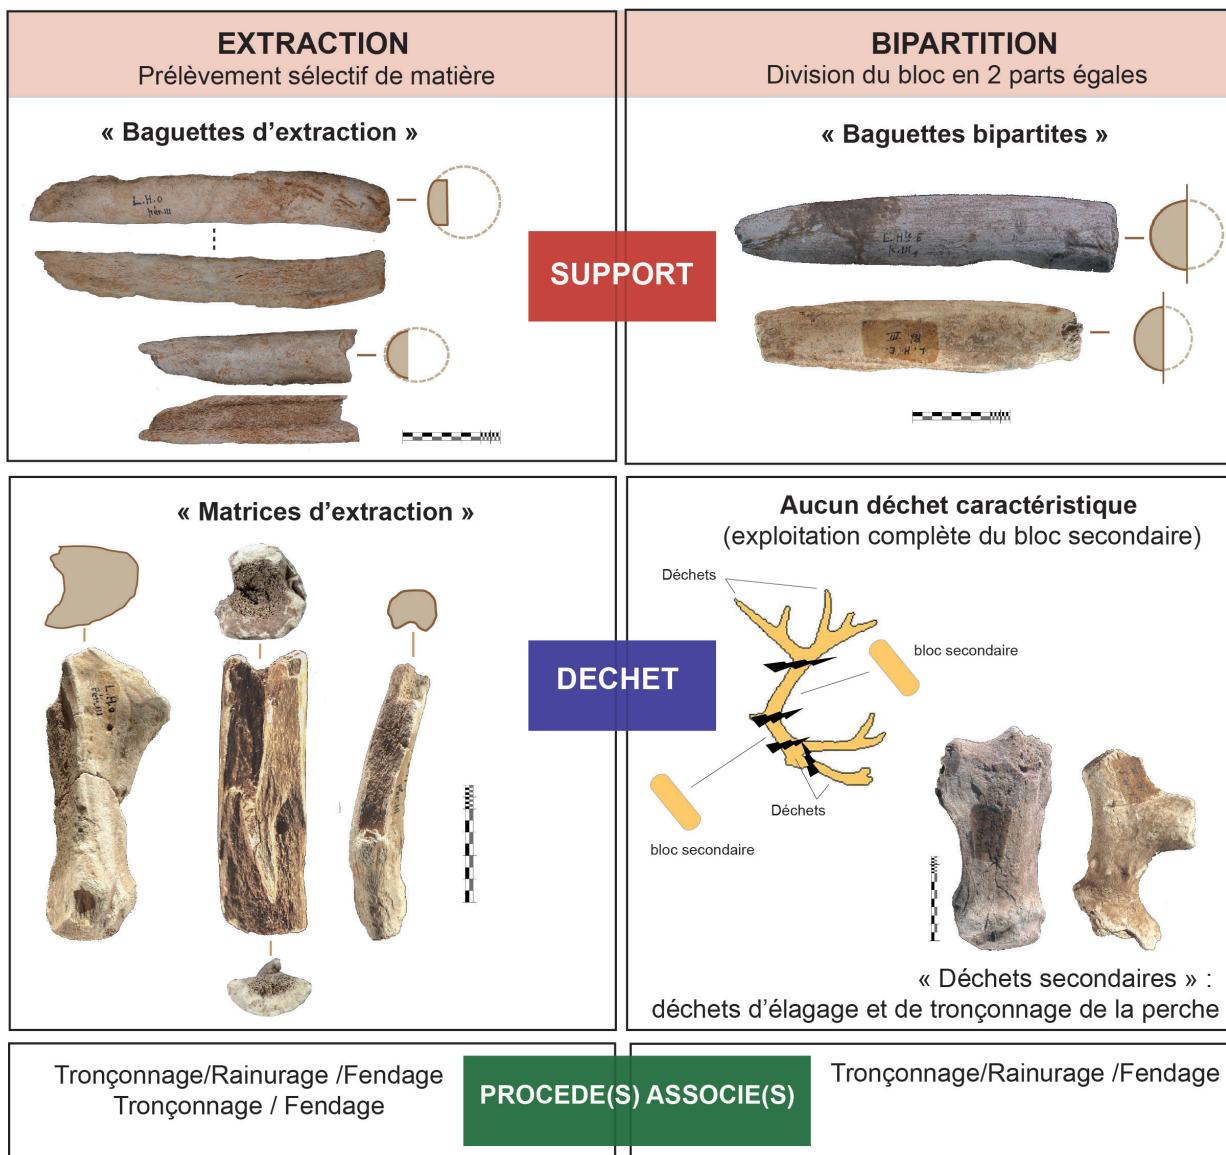 EXTRACTION
Prélèvement sélectif de matière
BIPARTITION
Division du bloc en 2 parts égales
« Baguettes d'extraction »
L.H.O
« Baguettes bipartites »
SUPPORT
L. H. E.
« Matrices d'extraction »
L.H.O
Aucun déchet caractéristique
(exploitation complète du bloc secondaire)
Déchets
bloc secondaire
DECHET
Déchets
bloc secondaire
« Déchets secondaires » :
déchets d'élagage et de tronçonnage de la perche
Tronçonnage/Rainurage /Fendage
Tronçonnage / Fendage
PROCEDE(S) ASSOCIE(S)
Tronçonnage/Rainurage /Fendage